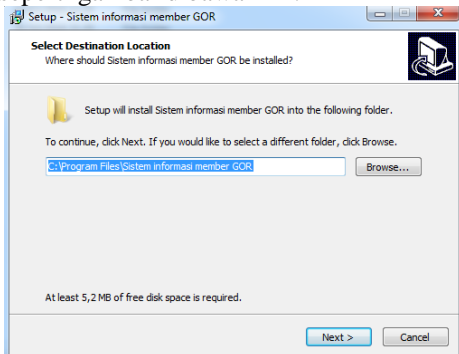 Setup - Sistem informasi member GOR
Select Destination Location
Where should Sistem informasi member GOR be installed?
Setup will install Sistem informasi member GOR into the following folder.
To continue, click Next. If you would like to select a different folder, click Browse.
C:\Program Files\Sistem informasi member GOR
Browse...
At least 5,2 MB of free disk space is required.
Next >
Cancel